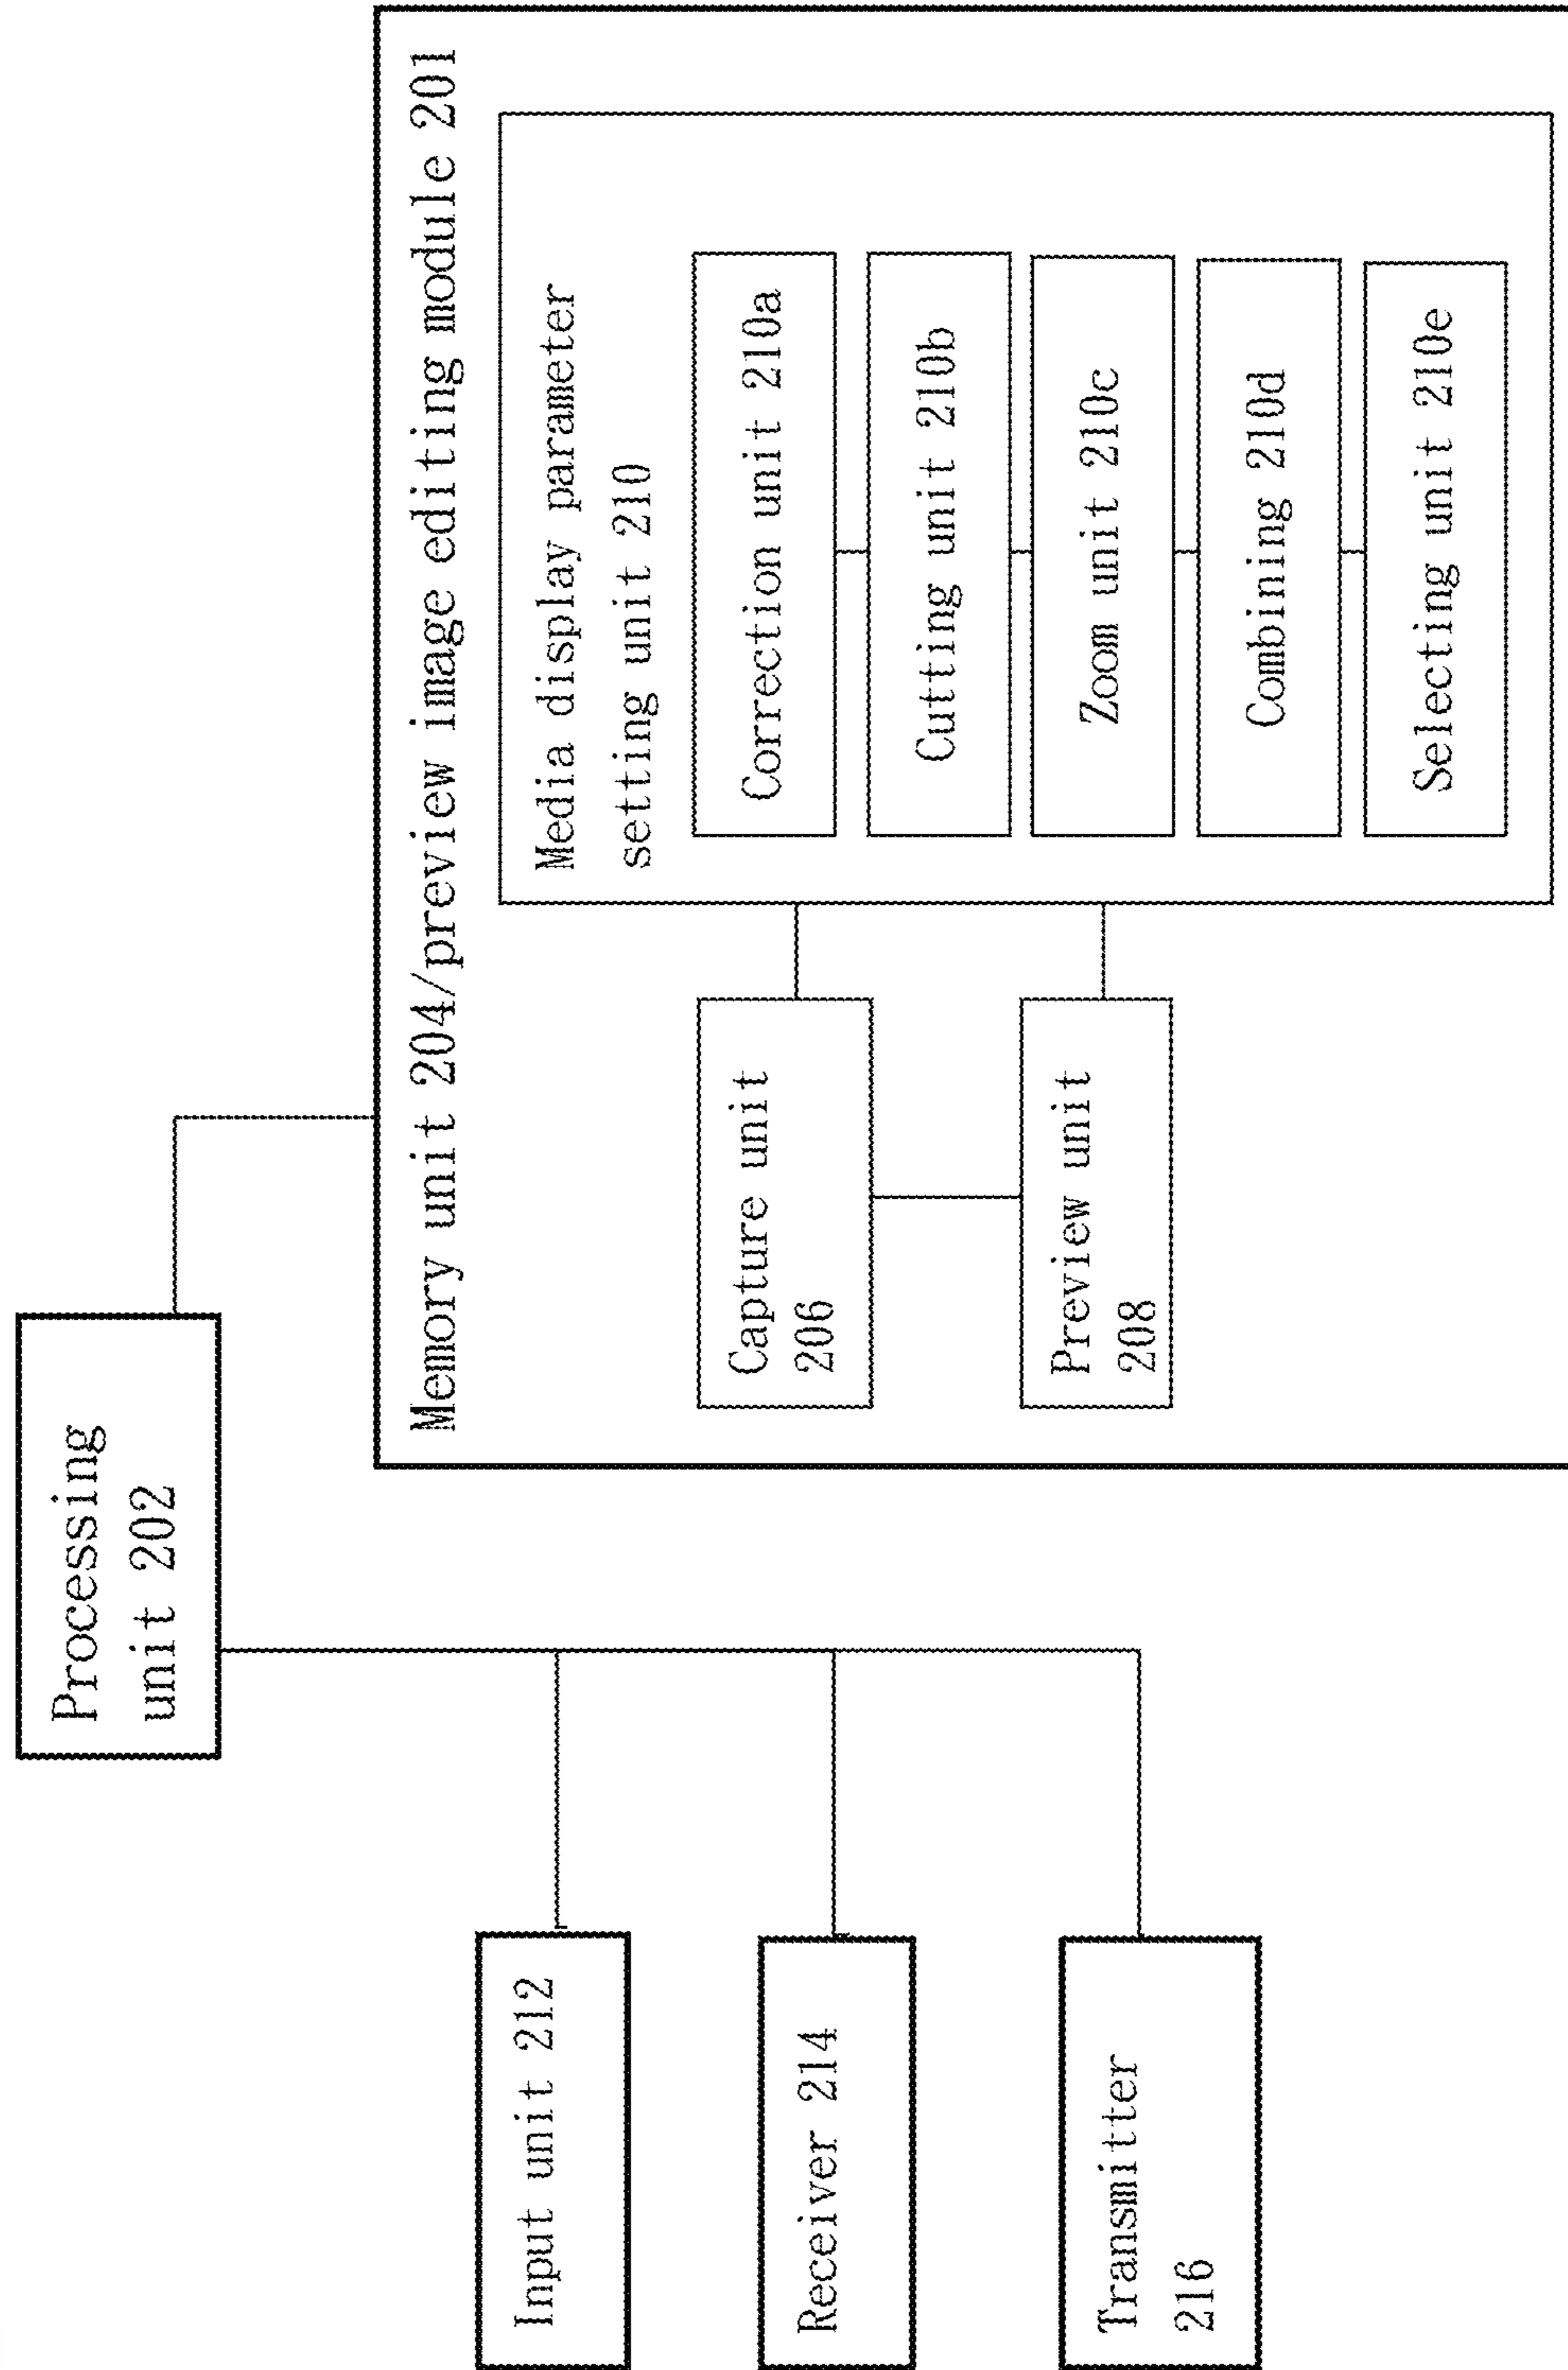 Processing
unit 202
Input unit 212
Receiver 214
Transmitter
216
Memory unit 204/preview image editing module 201
Capture unit
206
Preview unit
208
Media display parameter
setting unit 210
Correction unit 210a
Cutting unit 210b
Zoom unit 210c
Combining 210d
Selecting unit 210e